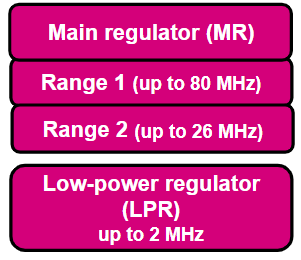 Main regulator (MR)
Range 1 (up to 80 MHz)
Range 2 (up to 26 MHz)
Low-power regulator
(LPR)
up to 2 MHz